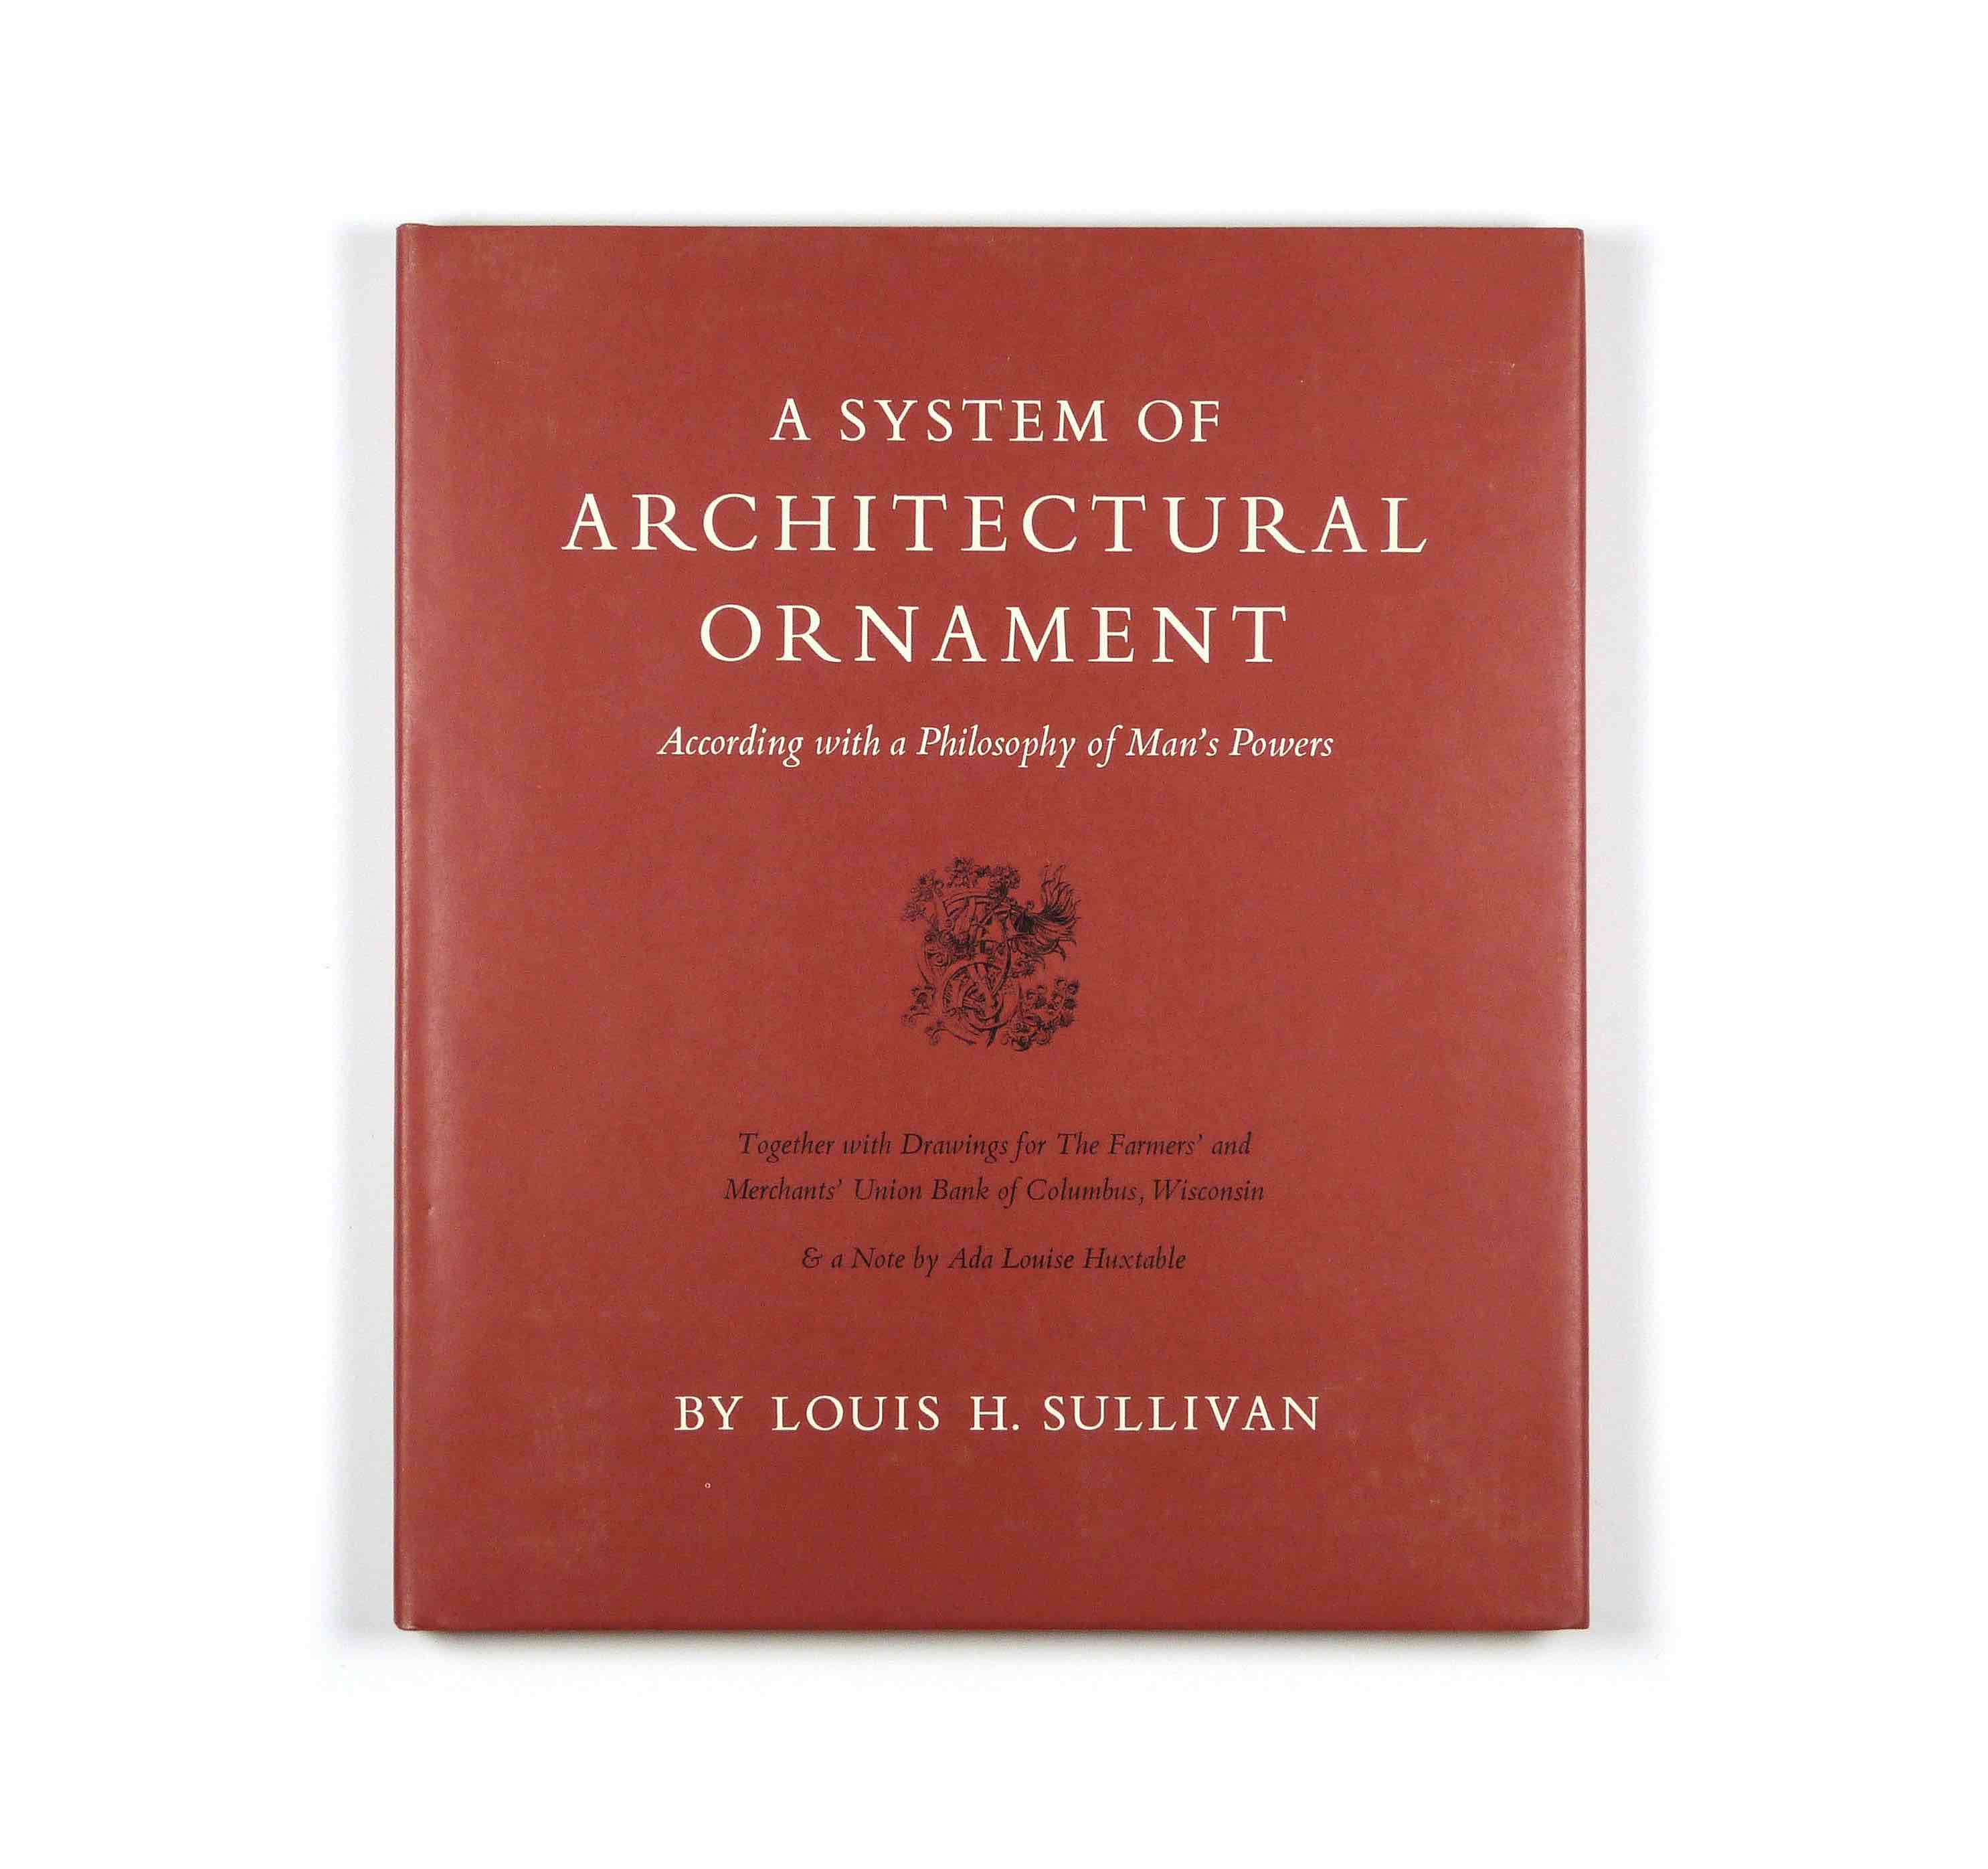 A SYSTEM OF
ARCHITECTURAL
ORNAMENT
According with a Philosophy of Man’s Powers
Together with Drawings for The Farmers’ and
Merchants’ Union Bank of Columbus, Wisconsin
& a Note by Ada Louise Huxtable
BY LOUIS H. SULLIVAN